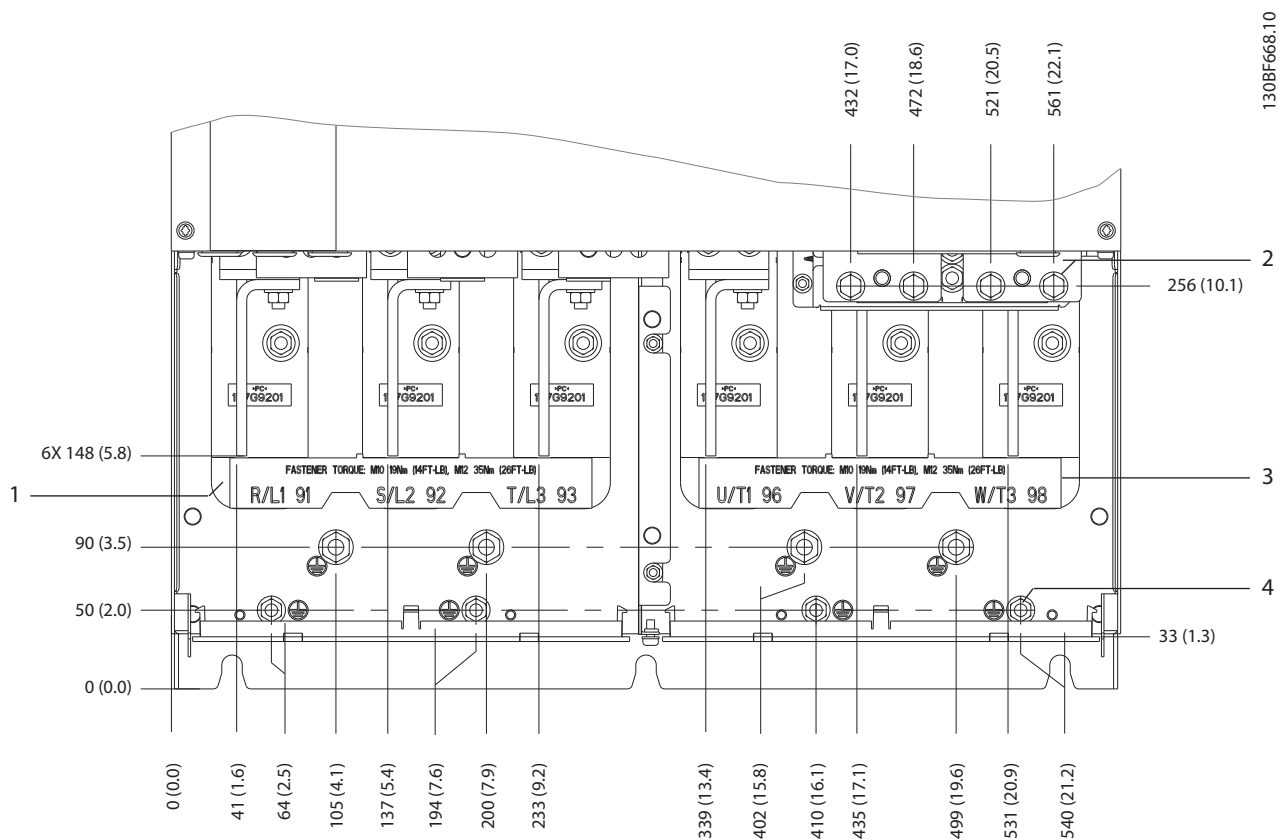 130BF668.10
432 (17.0)
472 (18.6)
521 (20.5)
561 (22.1)
2
256 (10.1)
>PC<
>PC<
>PC<
>PC<
>PC<
>PC<
6X 148 (5.8)
FASTENER TORQUE: M10 19Nm (14FT-LB), M12 35Nm (26FT-LB)
FASTENER TORQUE: M10 19Nm (14FT-LB), M12 35Nm (26FT-LB)
1
R/L1 91
S/L2 92
T/L3 93
U/T1 96
V/T2 97
W/T3 98
3
90 (3.5)
50 (2.0)
4
33 (1.3)
0 (0.0)
0 (0.0)
41 (1.6)
64 (2.5)
105 (4.1)
137 (5.4)
194 (7.6)
200 (7.9)
233 (9.2)
339 (13.4)
402 (15.8)
410 (16.1)
435 (17.1)
499 (19.6)
531 (20.9)
540 (21.2)